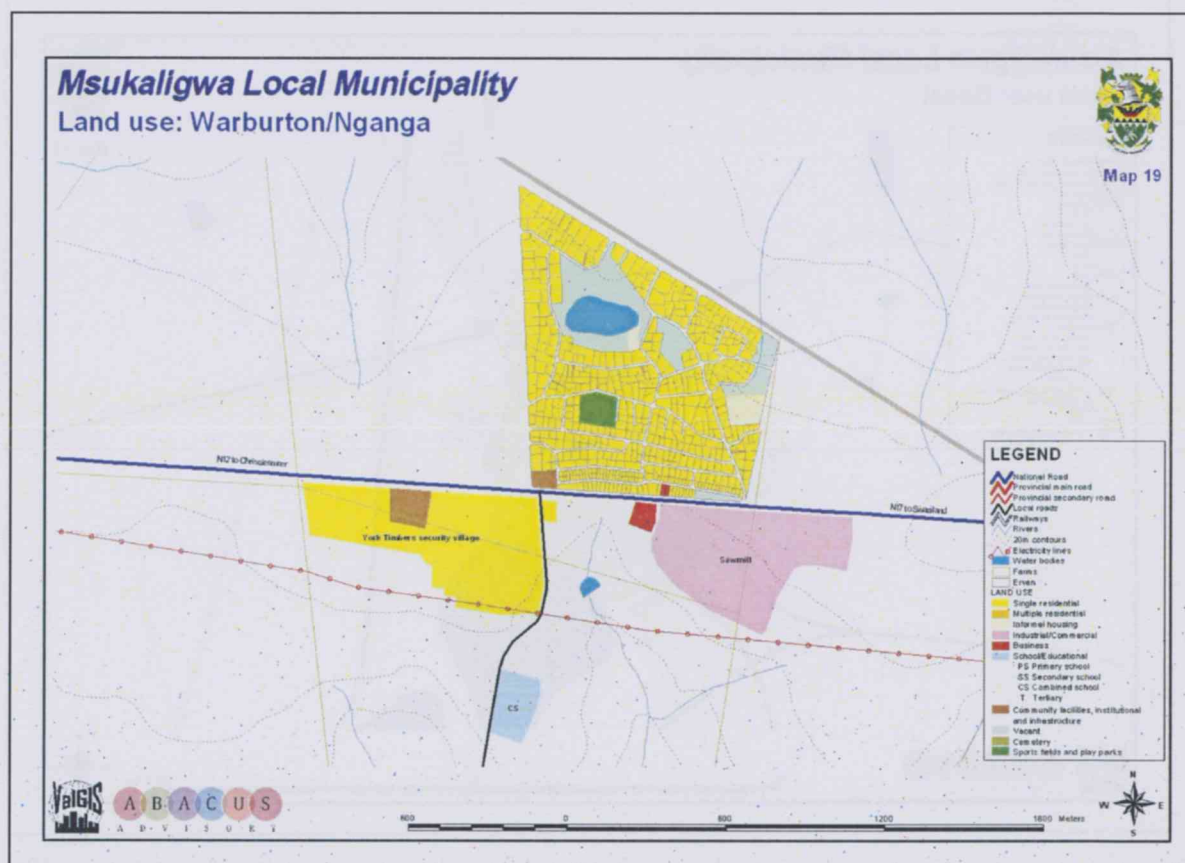 Msukaligwa Local Municipality
Land use: Warburton/Nganga
Map 19
N17 to Chrissiesmeer
N17 to Swaziland
York Timbers security village
Sawmill
CS
LEGEND
National Road
Provincial main road
Provincial secondary road
Local roads
Railways
Rivers
20m contours
Electricity lines
Water bodies
Farms
Erven
LAND USE
Single residential
Multiple residential
Informal housing
Industrial/Commercial
Business
School/Educational
PS Primary school
SS Secondary school
CS Combined school
T Tertiary
Community facilities, institutional
and infrastructure
Vacant
Cemetery
Sports fields and play parks
ValGIS
ABACUS
ADVISORY
600 0 600 1200 1800 Meters
N
W E
S